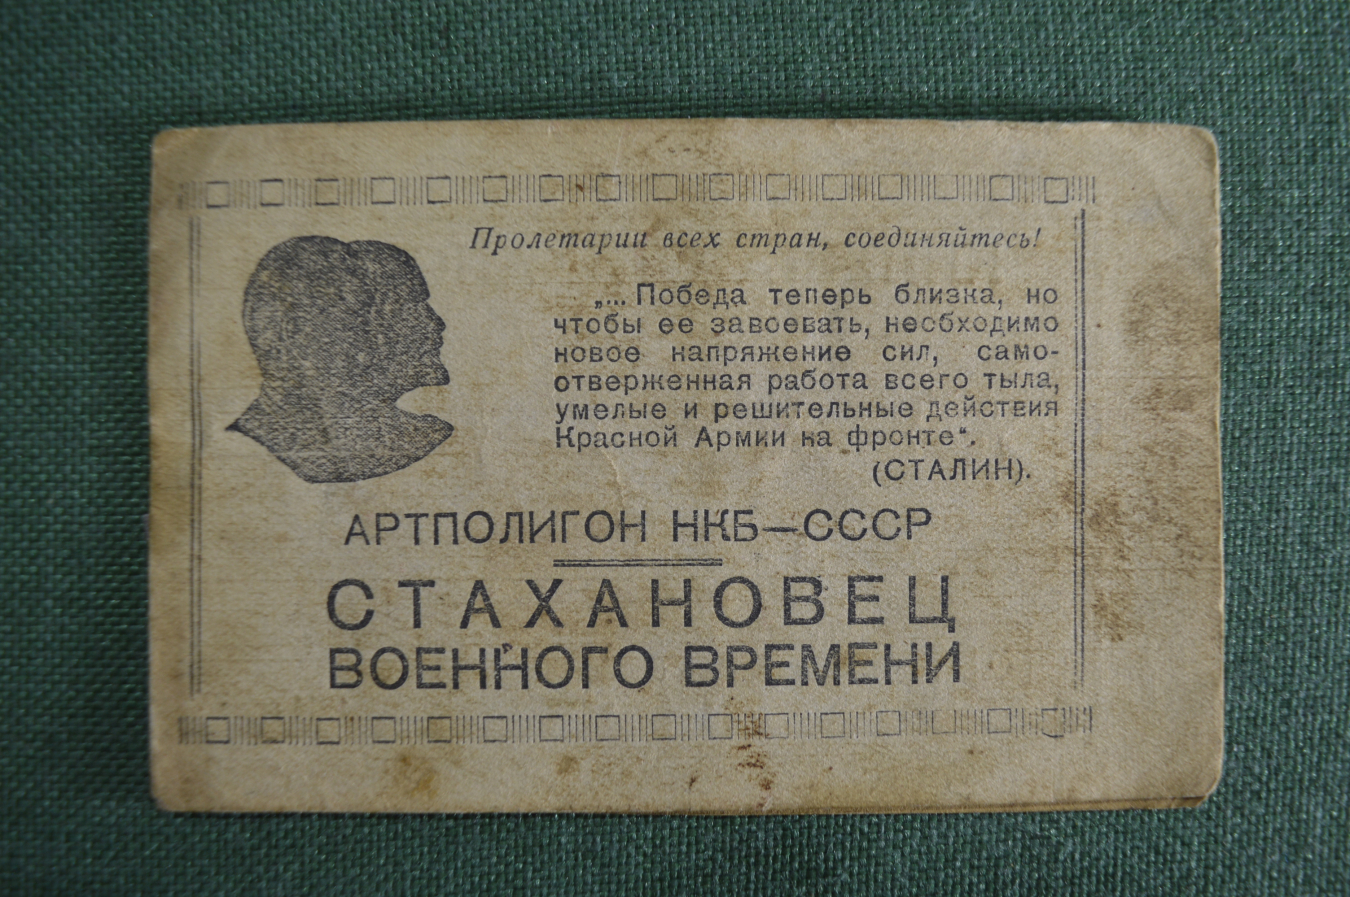 Пролетарии всех стран, соединяйтесь!
„... Победа теперь близка, но
чтобы ее завоевать, необходимо
новое напряжение сил, само-
отверженная работа всего тыла,
умелые и решительные действия
Красной Армии на фронте“.
(СТАЛИН).
АРТПОЛИГОН НКБ—СССР
СТАХАНОВЕЦ
ВОЕННОГО ВРЕМЕНИ